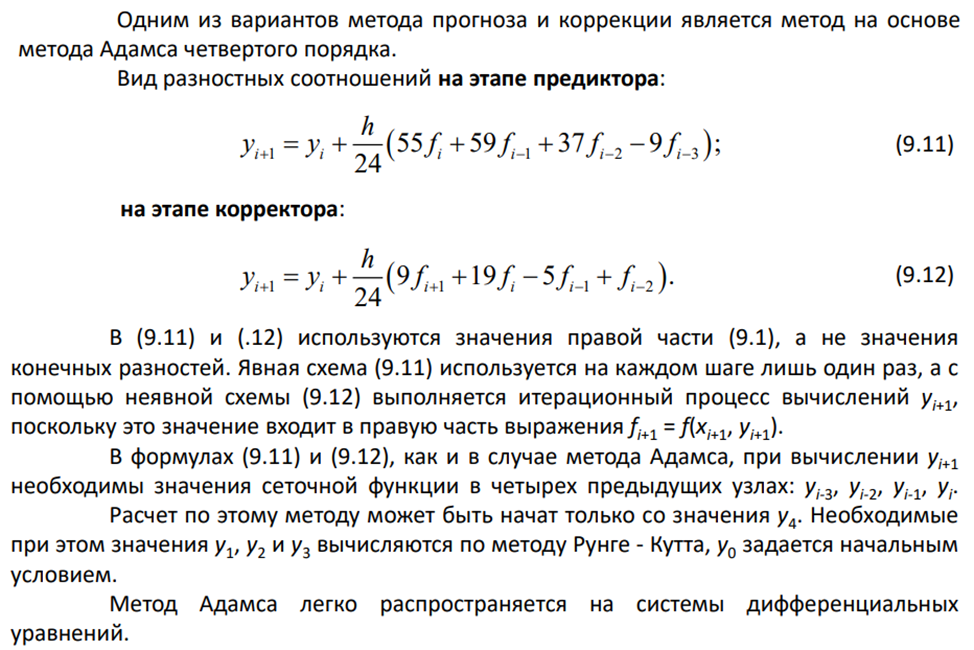 Одним из вариантов метода прогноза и коррекции является метод на основе
метода Адамса четвертого порядка.
Вид разностных соотношений на этапе предиктора:
y_{i+1} = y_i + \frac{h}{24}(55f_i + 59f_{i-1} + 37f_{i-2} - 9f_{i-3}); (9.11)
на этапе корректора:
y_{i+1} = y_i + \frac{h}{24}(9f_{i+1} + 19f_i - 5f_{i-1} + f_{i-2}). (9.12)
В (9.11) и (.12) используются значения правой части (9.1), а не значения
конечных разностей. Явная схема (9.11) используется на каждом шаге лишь один раз, а с
помощью неявной схемы (9.12) выполняется итерационный процесс вычислений y_{i+1},
поскольку это значение входит в правую часть выражения f_{i+1} = f(x_{i+1}, y_{i+1}).
В формулах (9.11) и (9.12), как и в случае метода Адамса, при вычислении y_{i+1}
необходимы значения сеточной функции в четырех предыдущих узлах: y_{i-3}, y_{i-2}, y_{i-1}, y_i.
Расчет по этому методу может быть начат только со значения y_4. Необходимые
при этом значения y_1, y_2 и y_3 вычисляются по методу Рунге - Кутта, y_0 задается начальным
условием.
Метод Адамса легко распространяется на системы дифференциальных
уравнений.